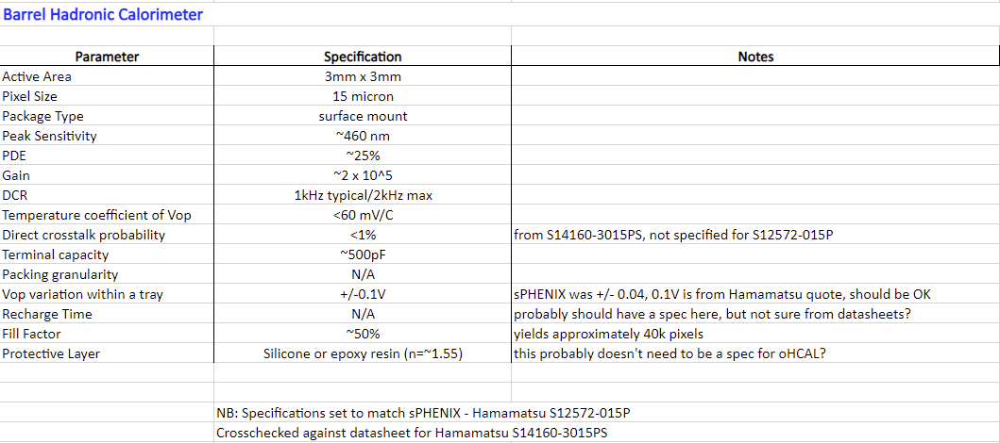 Barrel Hadronic Calorimeter
Parameter Specification Notes
Active Area 3mm x 3mm
Pixel Size 15 micron
Package Type surface mount
Peak Sensitivity ~460 nm
PDE ~25%
Gain ~2 x 10^5
DCR 1kHz typical/2kHz max
Temperature coefficient of Vop <60 mV/C
Direct crosstalk probability <1% from S14160-3015PS, not specified for S12572-015P
Terminal capacity ~500pF
Packing granularity N/A
Vop variation within a tray +/-0.1V sPHENIX was +/- 0.04, 0.1V is from Hamamatsu quote, should be OK
Recharge Time N/A probably should have a spec here, but not sure from datasheets?
Fill Factor ~50% yields approximately 40k pixels
Protective Layer Silicone or epoxy resin (n=~1.55) this probably doesn't need to be a spec for oHCAL?
NB: Specifications set to match sPHENIX - Hamamatsu S12572-015P
Crosschecked against datasheet for Hamamatsu S14160-3015PS